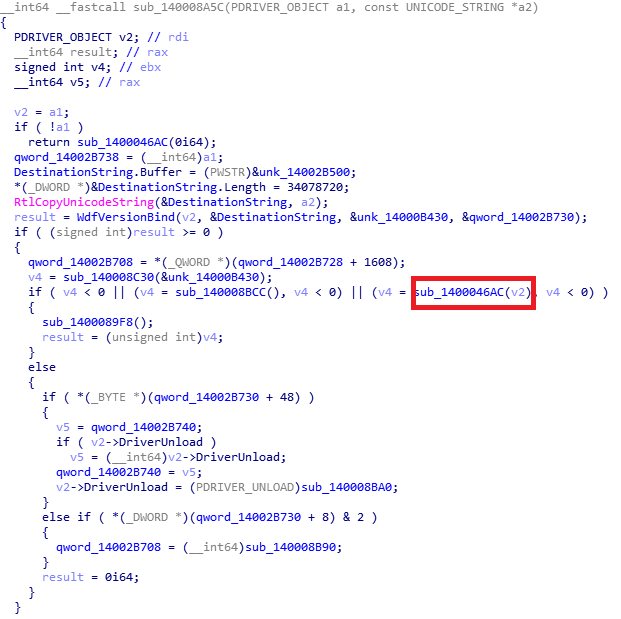 __int64 __fastcall sub_140008A5C(PDRIVER_OBJECT a1, const UNICODE_STRING *a2)
{
  PDRIVER_OBJECT v2; // rdi
  __int64 result; // rax
  signed int v4; // ebx
  __int64 v5; // rax

  v2 = a1;
  if ( !a1 )
    return sub_1400046AC(0i64);
  qword_14002B738 = (__int64)a1;
  DestinationString.Buffer = (PWSTR)&unk_14002B500;
  *(_DWORD *)&DestinationString.Length = 34078720;
  RtlCopyUnicodeString(&DestinationString, a2);
  result = WdfVersionBind(v2, &DestinationString, &unk_14000B430, &qword_14002B730);
  if ( (signed int)result >= 0 )
  {
    qword_14002B708 = *(_QWORD *)(qword_14002B728 + 1608);
    v4 = sub_140008C30(&unk_14000B430);
    if ( v4 < 0 || (v4 = sub_140008BCC(), v4 < 0) || (v4 = sub_1400046AC(v2), v4 < 0) )
    {
      sub_1400089F8();
      result = (unsigned int)v4;
    }
    else
    {
      if ( *(_BYTE *)(qword_14002B730 + 48) )
      {
        v5 = qword_14002B740;
        if ( v2->DriverUnload )
          v5 = (__int64)v2->DriverUnload;
        qword_14002B740 = v5;
        v2->DriverUnload = (PDRIVER_UNLOAD)sub_140008BA0;
      }
      else if ( *(_DWORD *)(qword_14002B730 + 8) & 2 )
      {
        qword_14002B708 = (__int64)sub_140008B90;
      }
      result = 0i64;
    }
  }